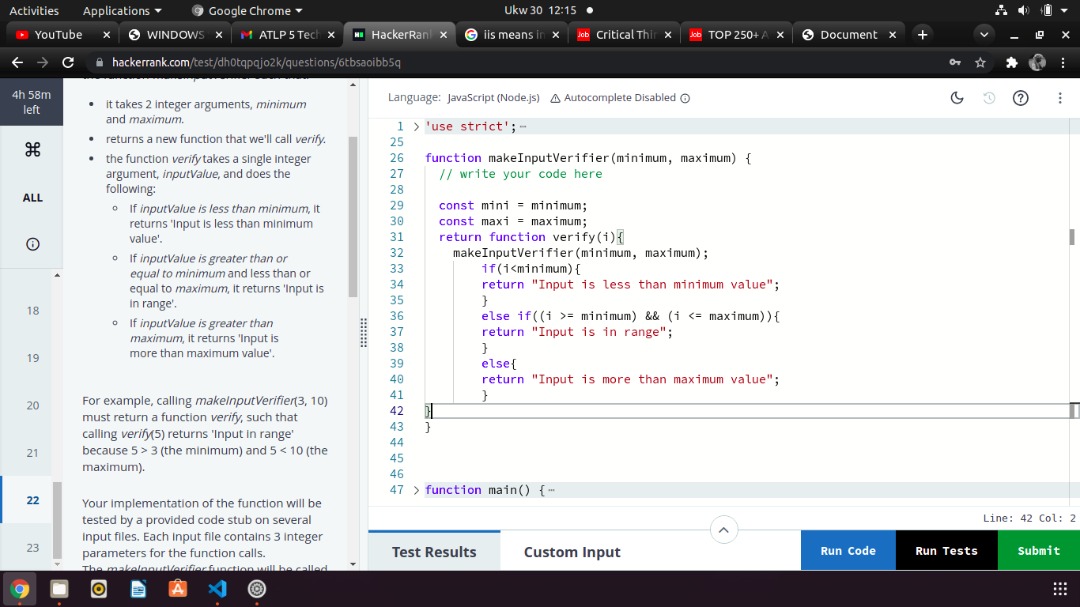 Activities Applications Google Chrome Ukw 30 12:15
YouTube WINDOWS ATLP 5 Tech HackerRan iis means in Critical Thin TOP 250+ A Document
hackerrank.com/test/dh0tqpqjo2k/questions/6tbsaoibb5q
4h 58m
left
ALL
18
19
20
21
22
23
it takes 2 integer arguments, minimum
and maximum.
returns a new function that we'll call verify.
the function verify takes a single integer
argument, inputValue, and does the
following:
If inputValue is less than minimum, it
returns 'Input is less than minimum
value'.
If inputValue is greater than or
equal to minimum and less than or
equal to maximum, it returns 'Input is
in range'.
If inputValue is greater than
maximum, it returns 'Input is
more than maximum value'.
For example, calling makeInputVerifier(3, 10)
must return a function verify, such that
calling verify(5) returns 'Input in range'
because 5 > 3 (the minimum) and 5 < 10 (the
maximum).
Your implementation of the function will be
tested by a provided code stub on several
input files. Each input file contains 3 integer
parameters for the function calls.
The makeInputVerifier function will be called
Language: JavaScript (Node.js) Autocomplete Disabled
1 'use strict';
25
26 function makeInputVerifier(minimum, maximum) {
27 // write your code here
28
29 const mini = minimum;
30 const maxi = maximum;
31 return function verify(i){
32 makeInputVerifier(minimum, maximum);
33 if(i<minimum){
34 return "Input is less than minimum value";
35 }
36 else if((i >= minimum) && (i <= maximum)){
37 return "Input is in range";
38 }
39 else{
40 return "Input is more than maximum value";
41 }
42 }
43 }
44
45
46
47 function main() {
Line: 42 Col: 2
Test Results Custom Input Run Code Run Tests Submit